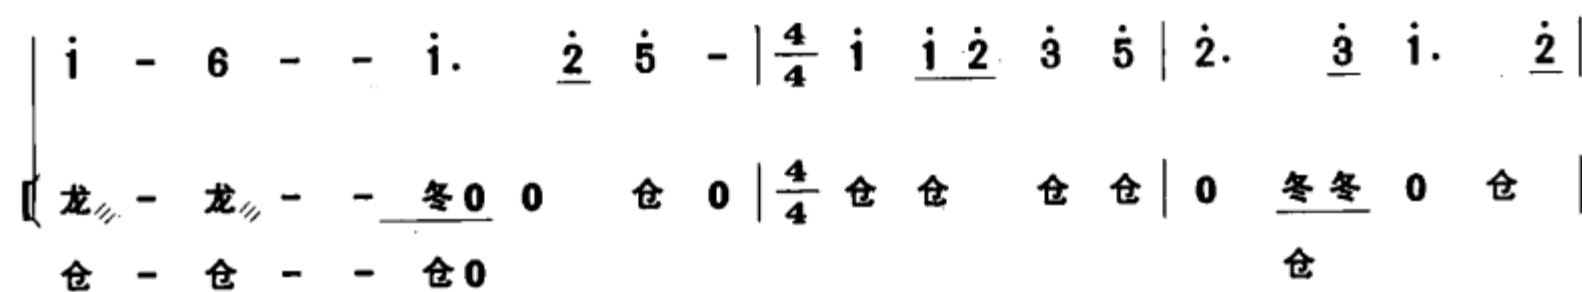 i̇ - 6 - - i̇. 2̇ 5̇ - | 4/4 i̇ i̇ 2̇ 3̇ 5̇ | 2̇. 3̇ i̇. 2̇ |
龙 - 龙 - - 冬 0 0 仓 0 | 4/4 仓 仓 仓 仓 | 0 冬 冬 0 仓 |
仓 - 仓 - - 仓 0 仓